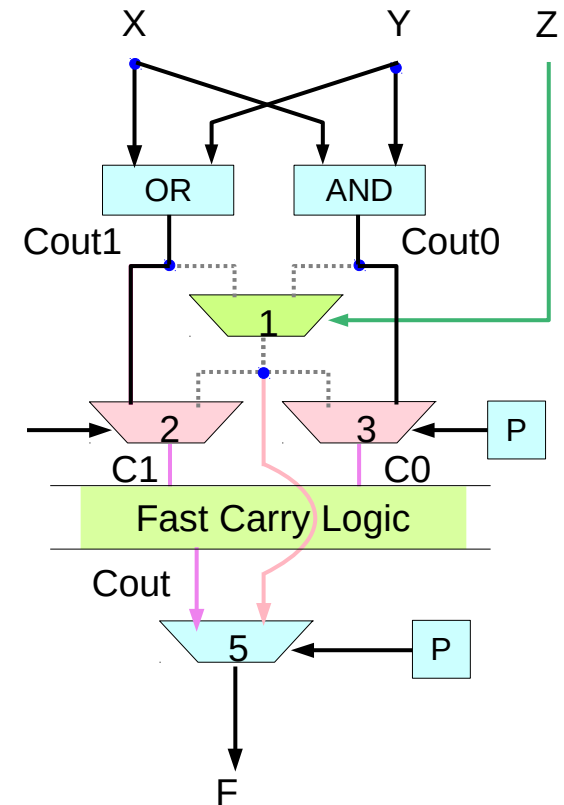 X Y Z
OR AND
Cout1 Cout0
1
2 3 P
C1 C0
Fast Carry Logic
Cout
5 P
F